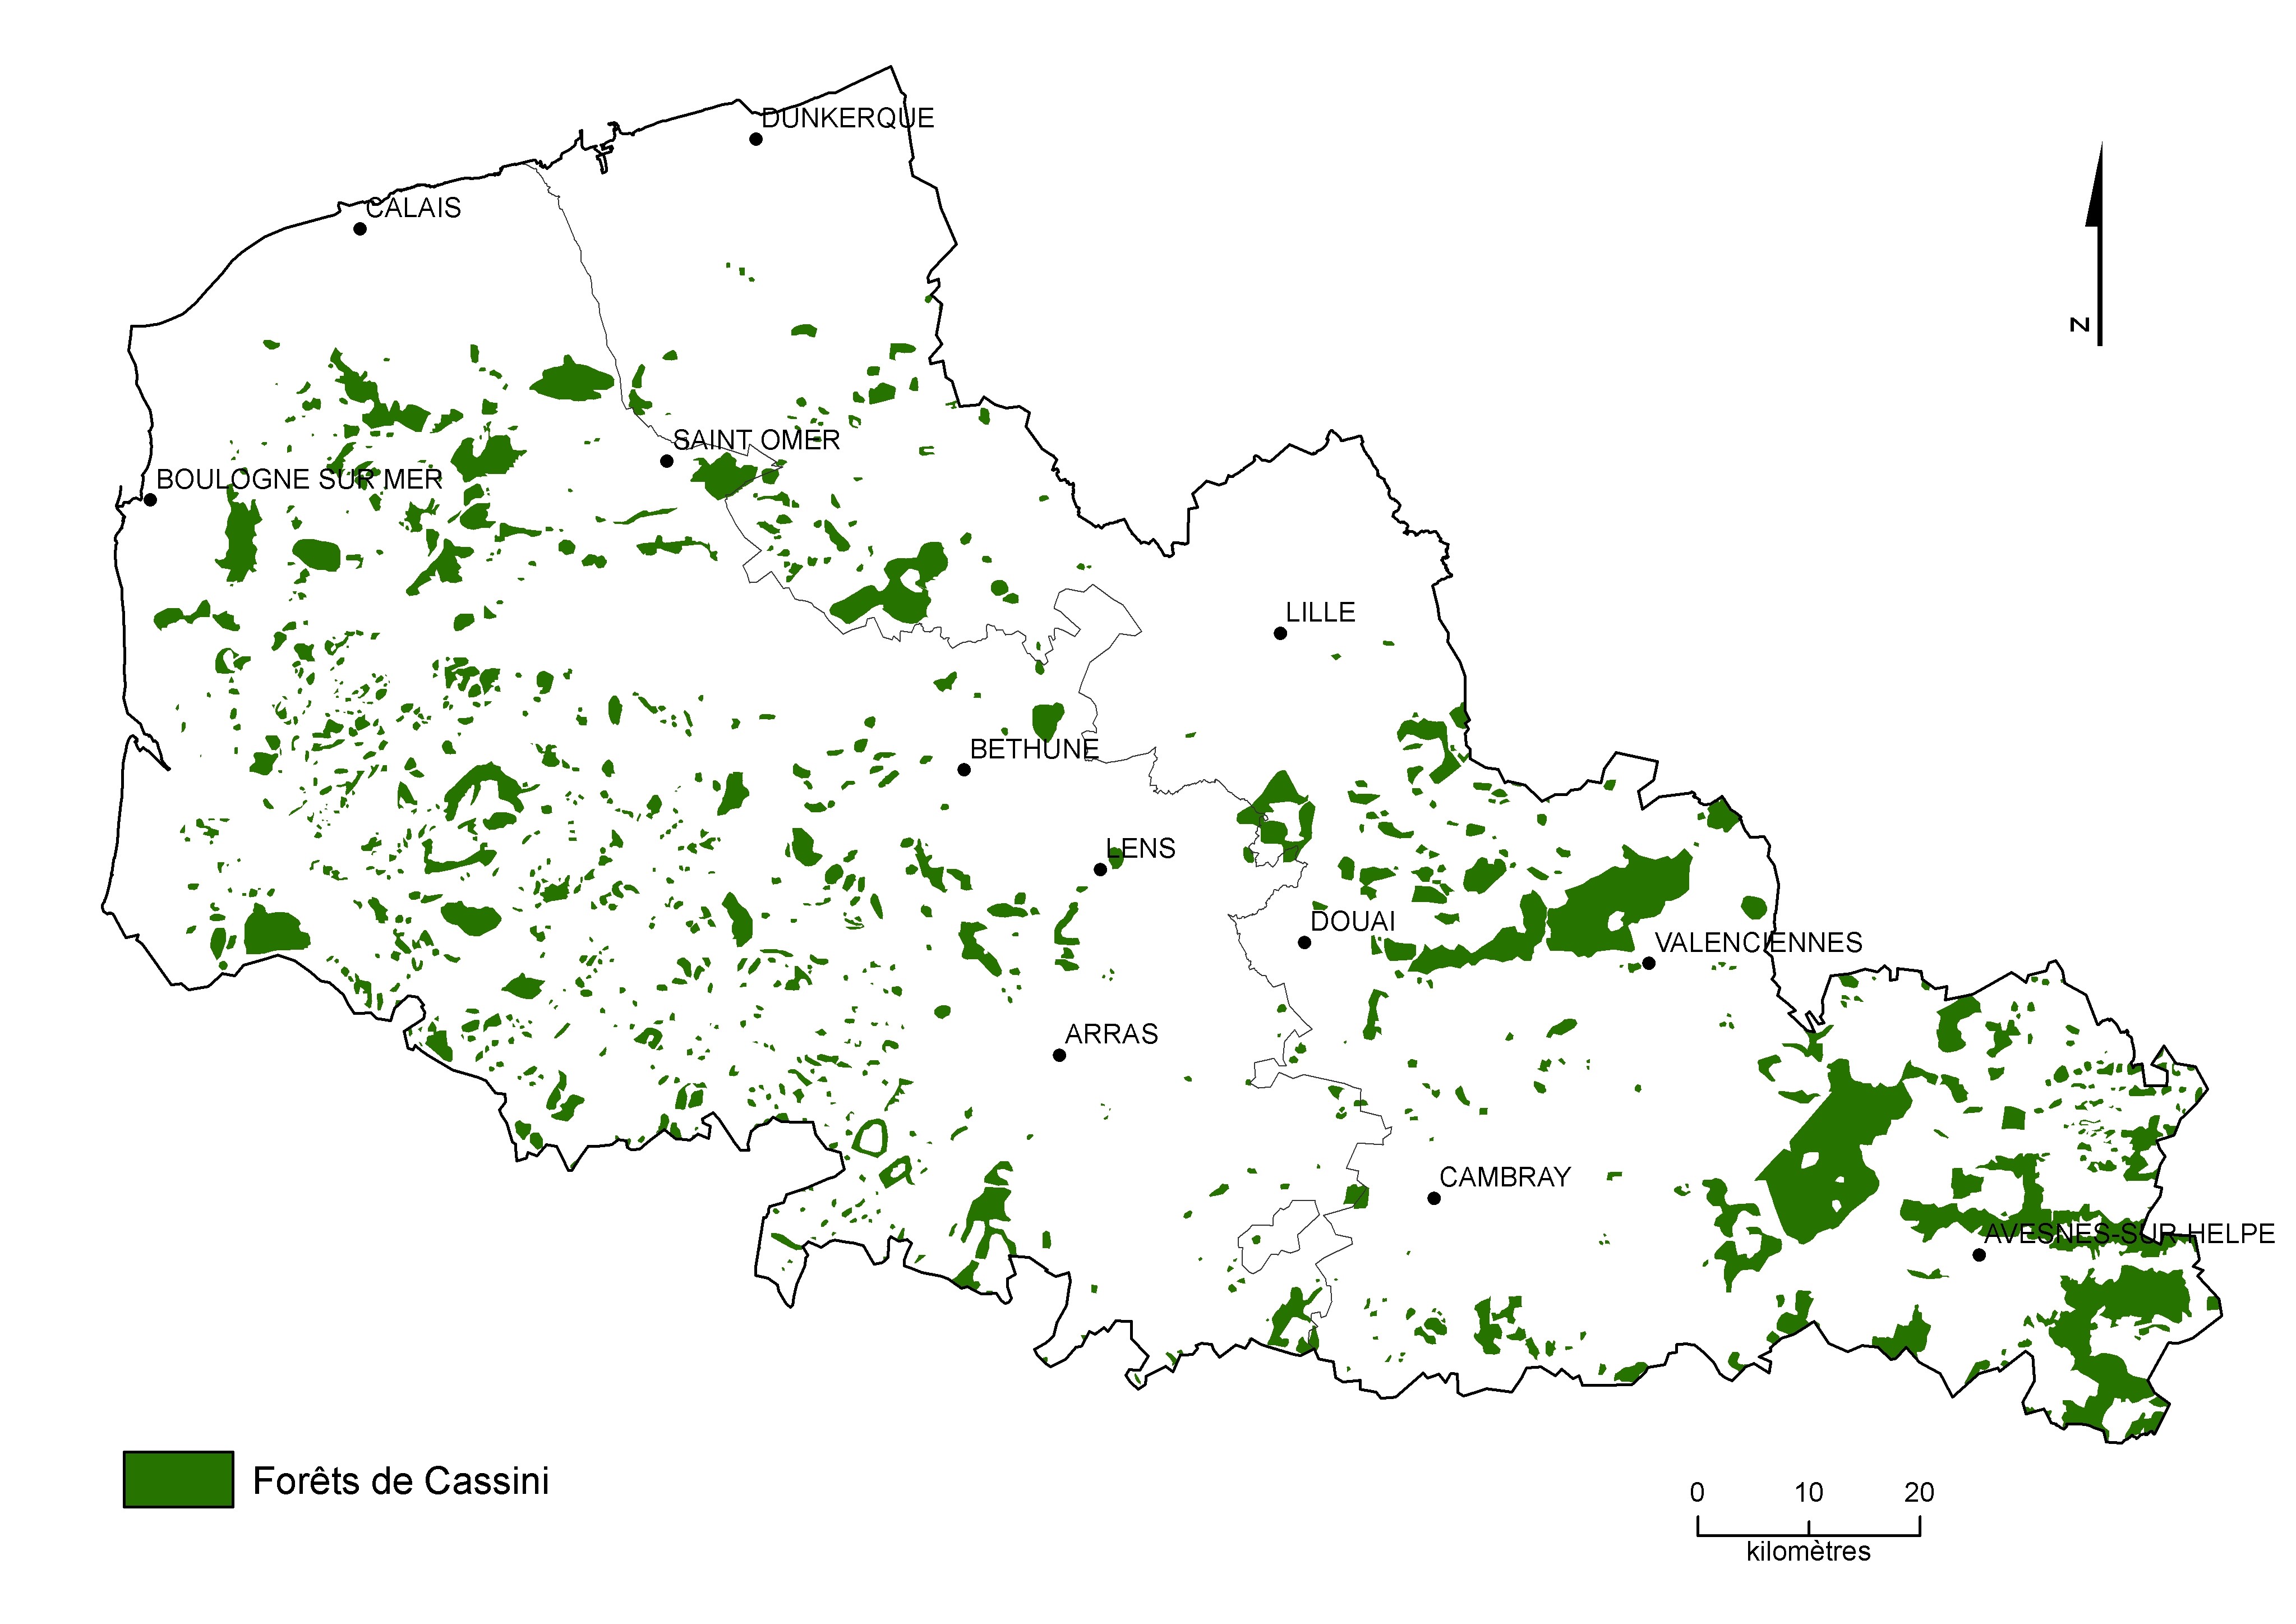 DUNKERQUE
CALAIS
SAINT OMER
BOULOGNE SUR MER
LILLE
BETHUNE
LENS
DOUAI
VALENCIENNES
ARRAS
CAMBRAY
AVESNES-SUR-HELPE
N
Forêts de Cassini
0 10 20
kilomètres